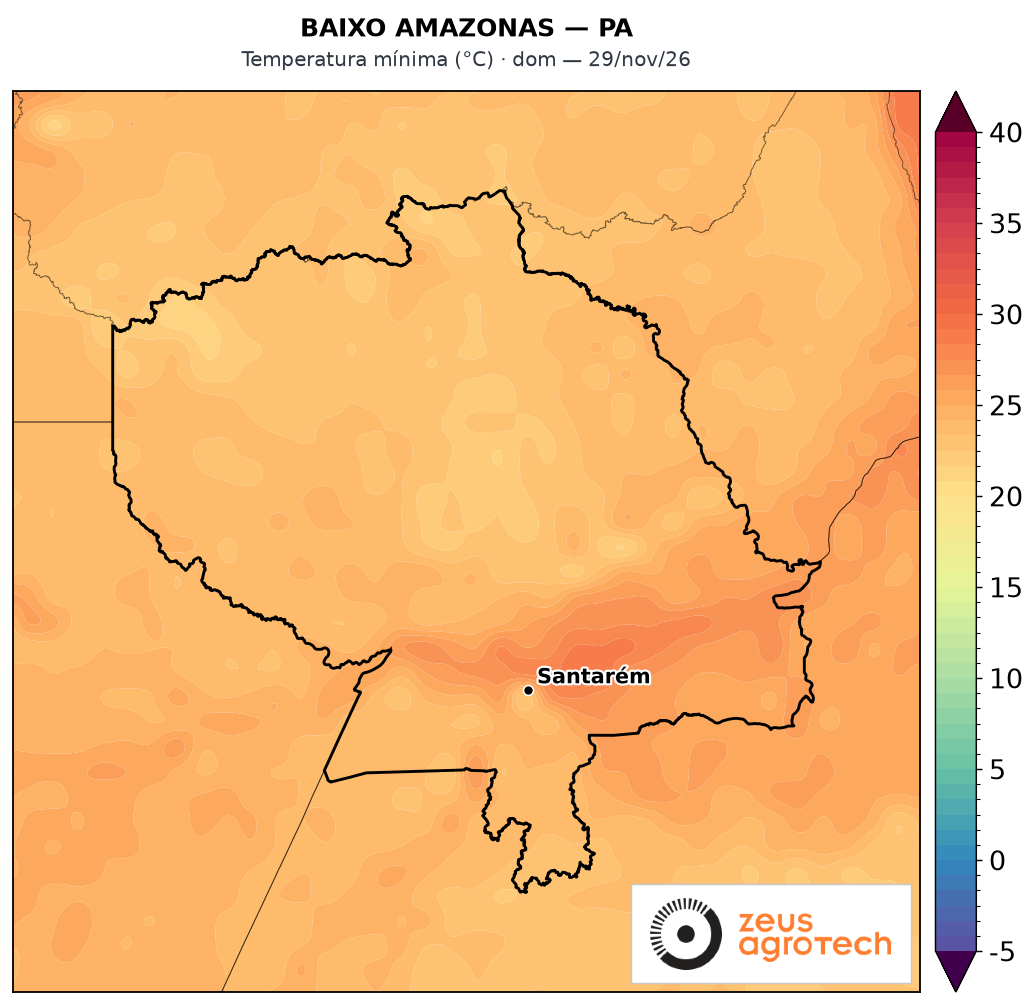 BAIXO AMAZONAS — PA
Temperatura mínima (°C) · dom — 29/nov/26
40
35
30
25
20
15
10
5
0
-5
Santarém
zeus
agrotech